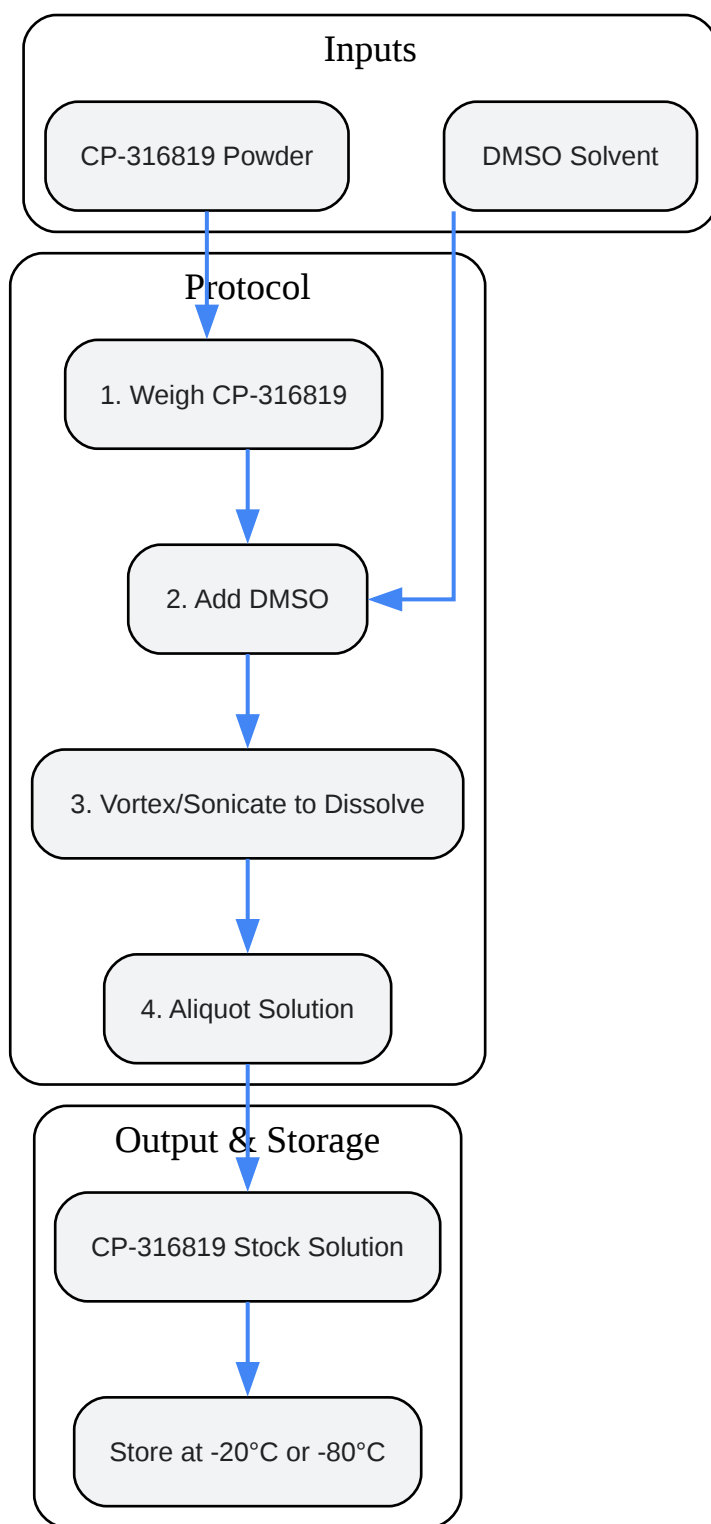 Inputs
CP-316819 Powder
DMSO Solvent
Protocol
1. Weigh CP-316819
2. Add DMSO
3. Vortex/Sonicate to Dissolve
4. Aliquot Solution
Output & Storage
CP-316819 Stock Solution
Store at -20°C or -80°C